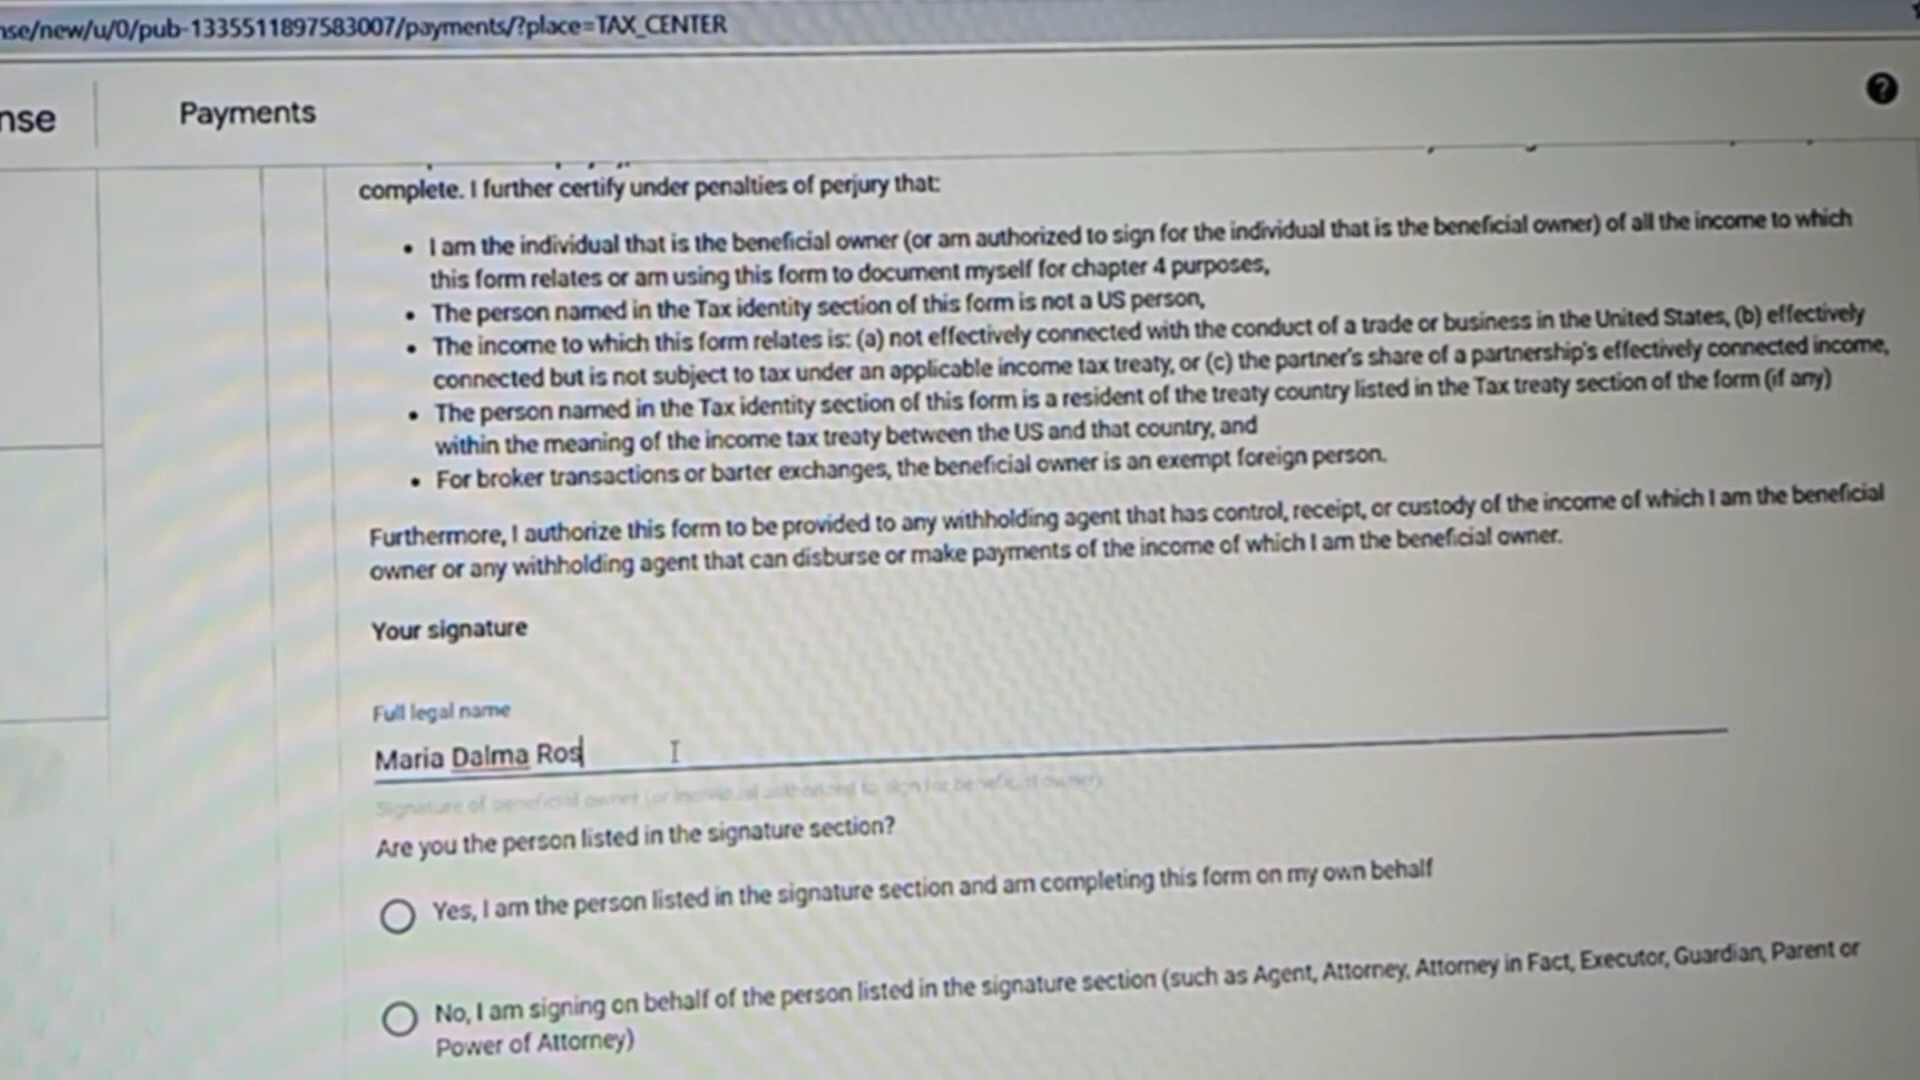 nse/new/u/0/pub-1335511897583007/payments/?place=TAX_CENTER
nse
Payments
complete. I further certify under penalties of perjury that:
• I am the individual that is the beneficial owner (or am authorized to sign for the individual that is the beneficial owner) of all the income to which
this form relates or am using this form to document myself for chapter 4 purposes,
• The person named in the Tax identity section of this form is not a US person,
• The income to which this form relates is: (a) not effectively connected with the conduct of a trade or business in the United States, (b) effectively
connected but is not subject to tax under an applicable income tax treaty, or (c) the partner's share of a partnership's effectively connected income,
• The person named in the Tax identity section of this form is a resident of the treaty country listed in the Tax treaty section of the form (if any)
within the meaning of the income tax treaty between the US and that country, and
• For broker transactions or barter exchanges, the beneficial owner is an exempt foreign person.
Furthermore, I authorize this form to be provided to any withholding agent that has control, receipt, or custody of the income of which I am the beneficial
owner or any withholding agent that can disburse or make payments of the income of which I am the beneficial owner.
Your signature
Full legal name
Maria Dalma Ros
Signature of beneficial owner (or individual authorized to sign for beneficial owner)
Are you the person listed in the signature section?
Yes, I am the person listed in the signature section and am completing this form on my own behalf
No, I am signing on behalf of the person listed in the signature section (such as Agent, Attorney, Attorney in Fact, Executor, Guardian, Parent or
Power of Attorney)